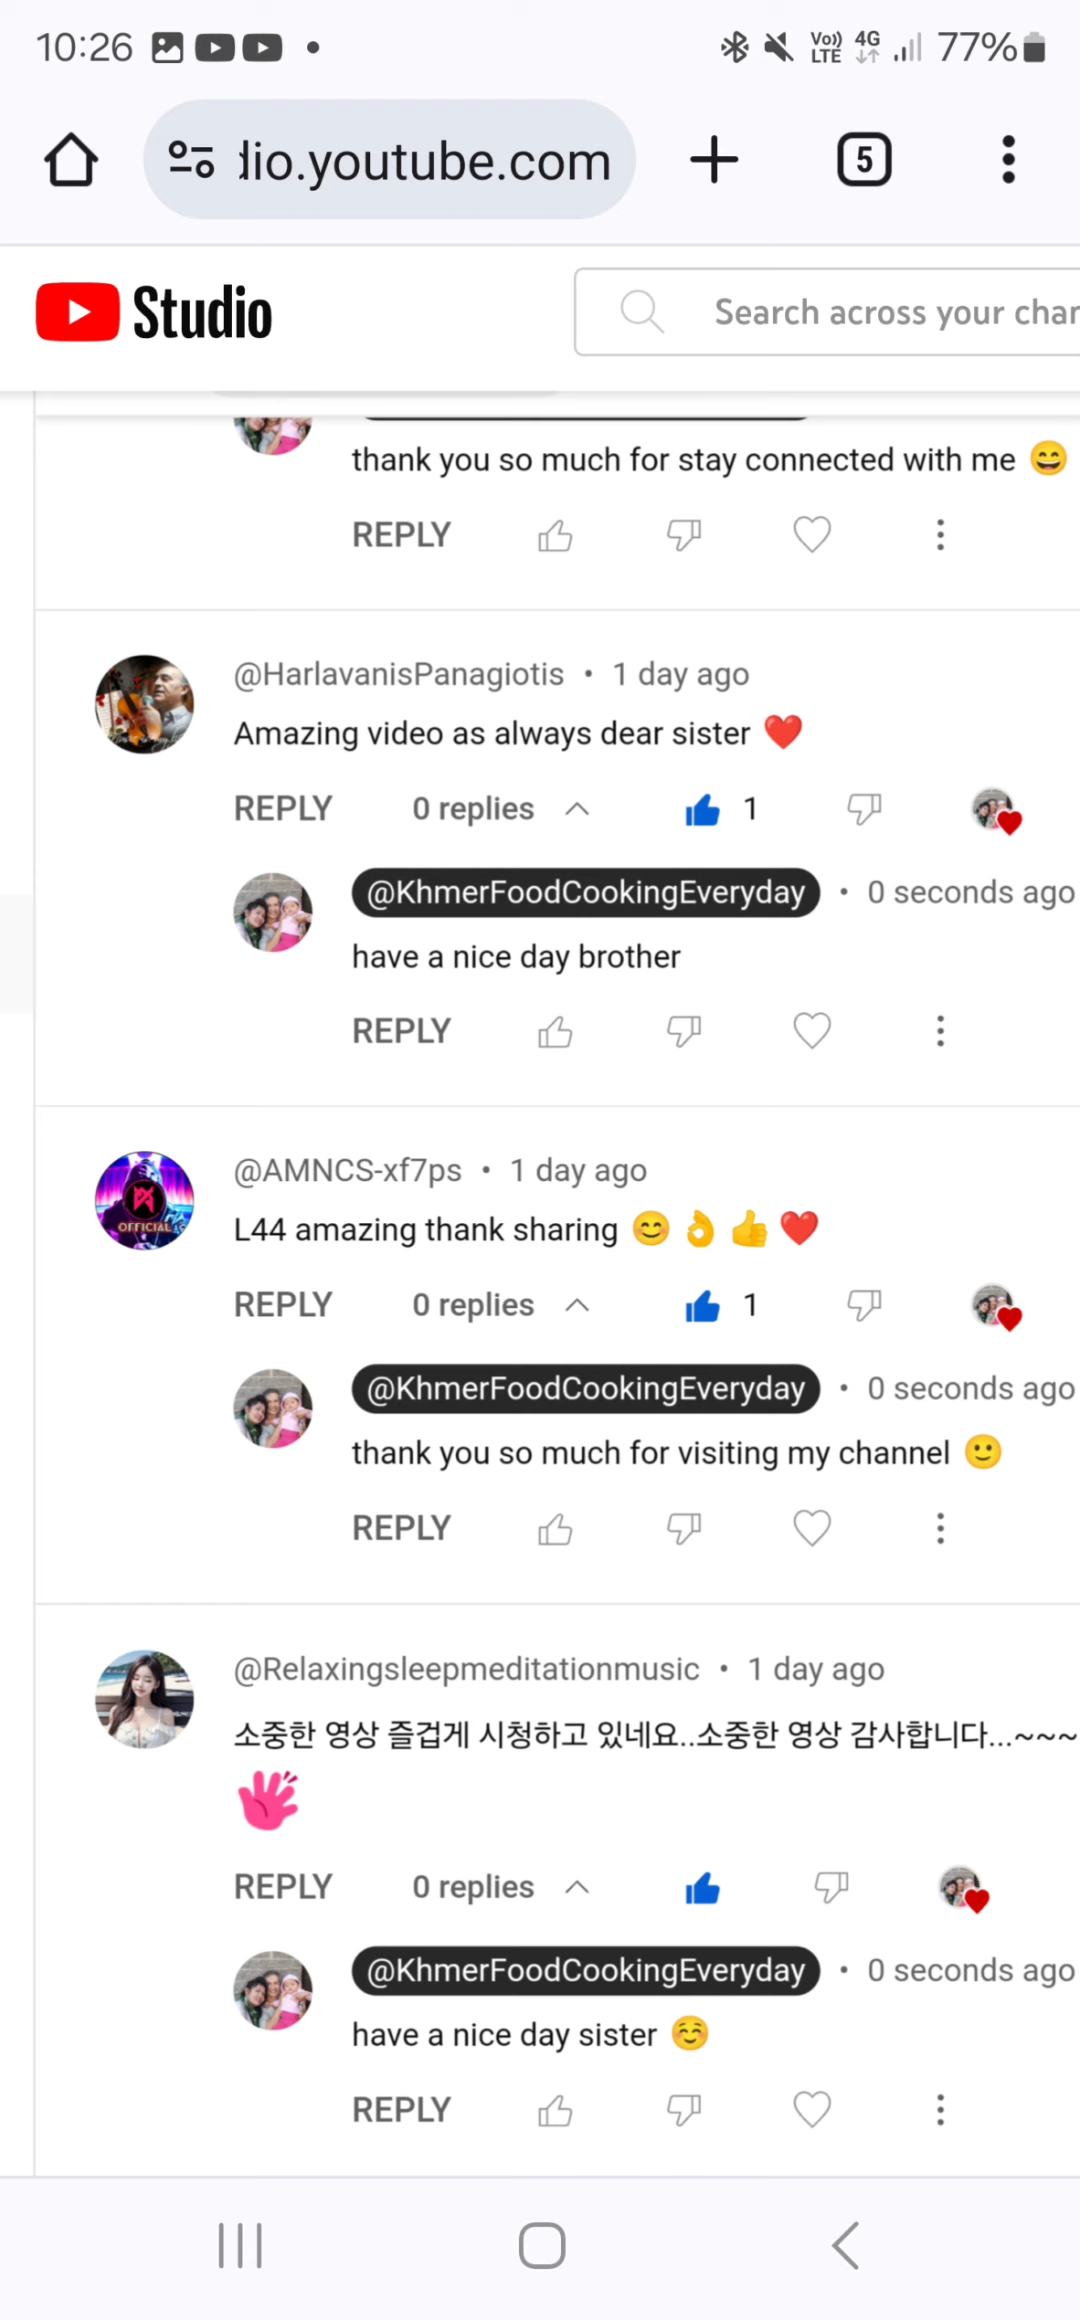 10:26 Vo)) LTE 4G 77%
lio.youtube.com 5
Studio Search across your
thank you so much for stay connected with me 😄
REPLY
@HarlavanisPanagiotis • 1 day ago
Amazing video as always dear sister ❤️
REPLY 0 replies 1
@KhmerFoodCookingEveryday • 0 seconds ago
have a nice day brother
REPLY
@AMNCS-xf7ps • 1 day ago
OFFICIAL
L44 amazing thank sharing 😊 👌 👍 ❤️
REPLY 0 replies 1
@KhmerFoodCookingEveryday • 0 seconds ago
thank you so much for visiting my channel 🙂
REPLY
@Relaxingsleepmeditationmusic • 1 day ago
소중한 영상 즐겁게 시청하고 있네요..소중한 영상 감사합니다...~~~
REPLY 0 replies
@KhmerFoodCookingEveryday • 0 seconds ago
have a nice day sister ☺️
REPLY